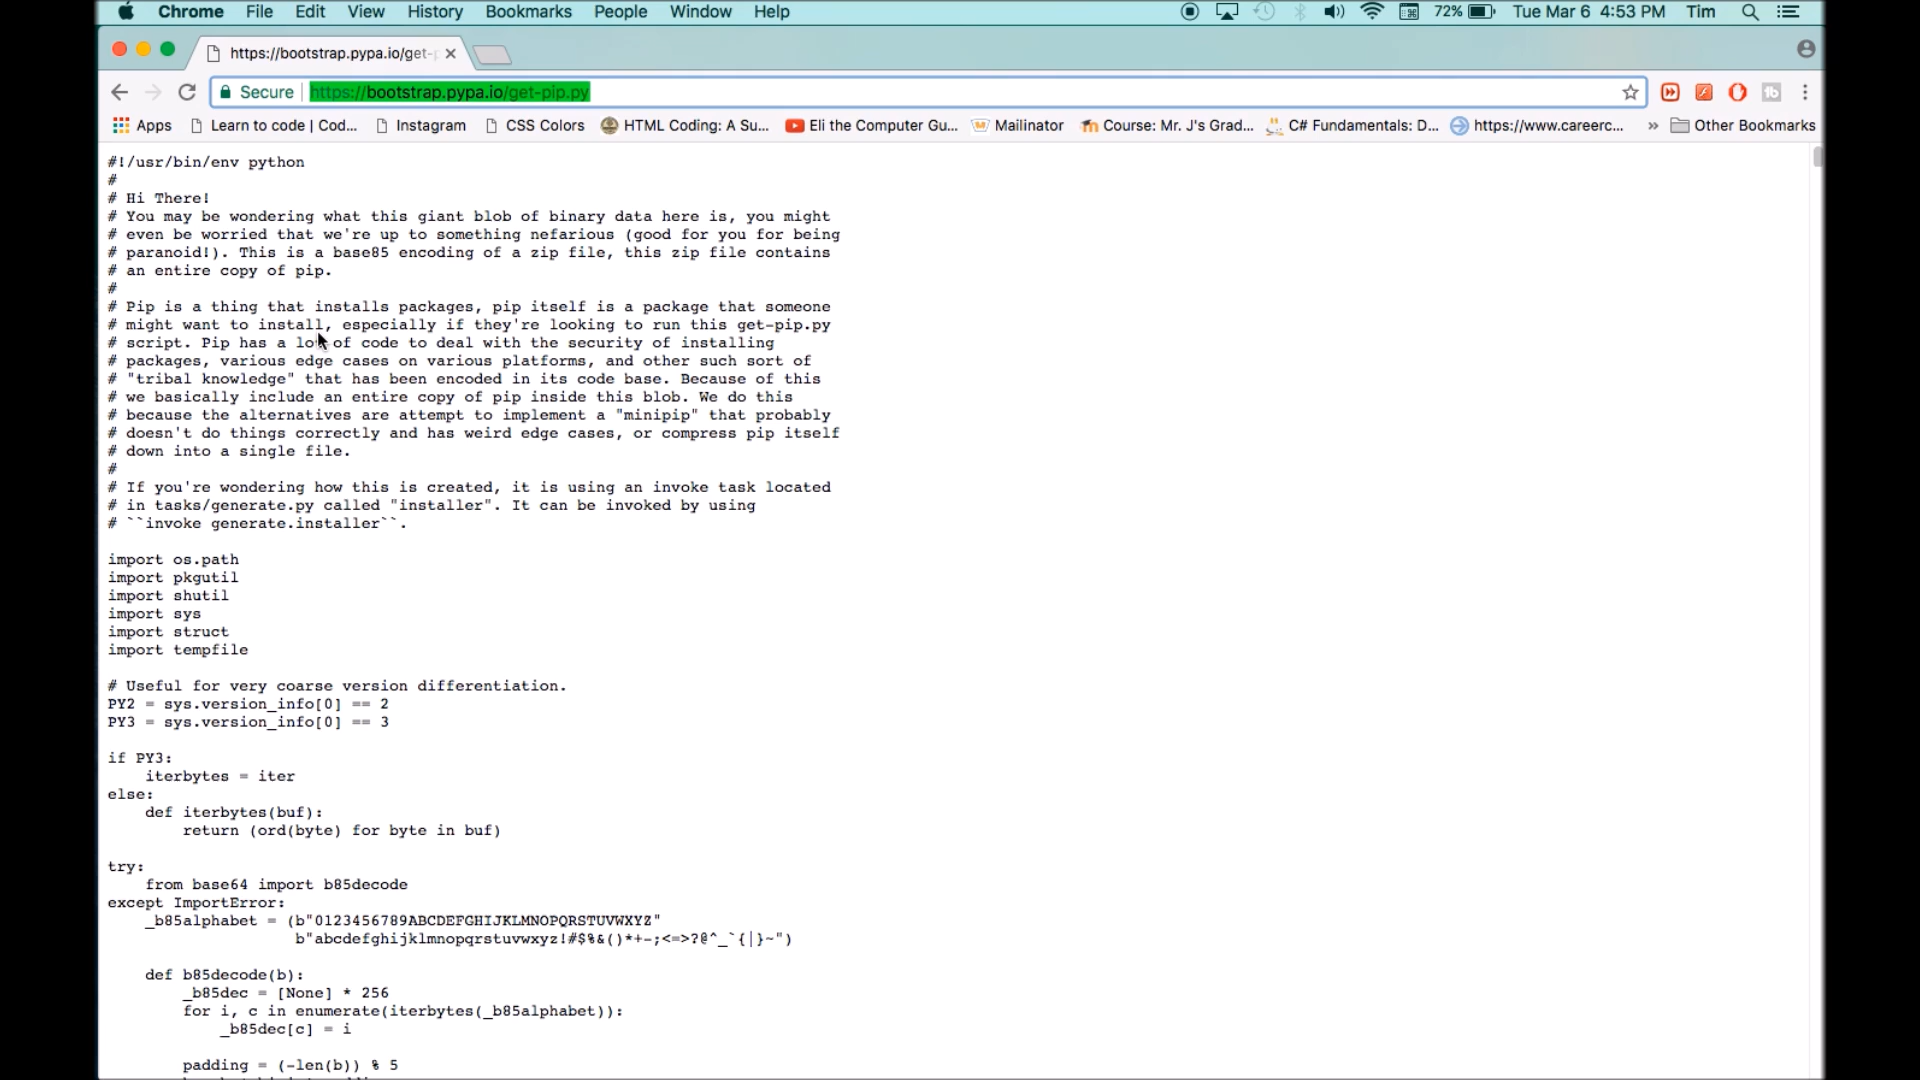 Chrome File Edit View History Bookmarks People Window Help 72% Tue Mar 6 4:53 PM Tim
https://bootstrap.pypa.io/get-p
Secure https://bootstrap.pypa.io/get-pip.py
Apps Learn to code | Cod... Instagram CSS Colors HTML Coding: A Su... Eli the Computer Gu... Mailinator Course: Mr. J's Grad... C# Fundamentals: D... https://www.careerc... » Other Bookmarks
#!/usr/bin/env python
#
# Hi There!
# You may be wondering what this giant blob of binary data here is, you might
# even be worried that we're up to something nefarious (good for you for being
# paranoid!). This is a base85 encoding of a zip file, this zip file contains
# an entire copy of pip.
#
# Pip is a thing that installs packages, pip itself is a package that someone
# might want to install, especially if they're looking to run this get-pip.py
# script. Pip has a lot of code to deal with the security of installing
# packages, various edge cases on various platforms, and other such sort of
# "tribal knowledge" that has been encoded in its code base. Because of this
# we basically include an entire copy of pip inside this blob. We do this
# because the alternatives are attempt to implement a "minipip" that probably
# doesn't do things correctly and has weird edge cases, or compress pip itself
# down into a single file.
#
# If you're wondering how this is created, it is using an invoke task located
# in tasks/generate.py called "installer". It can be invoked by using
# ``invoke generate.installer``.
import os.path
import pkgutil
import shutil
import sys
import struct
import tempfile
# Useful for very coarse version differentiation.
PY2 = sys.version_info[0] == 2
PY3 = sys.version_info[0] == 3
if PY3:
    iterbytes = iter
else:
    def iterbytes(buf):
        return (ord(byte) for byte in buf)
try:
    from base64 import b85decode
except ImportError:
    _b85alphabet = (b"0123456789ABCDEFGHIJKLMNOPQRSTUVWXYZ"
                    b"abcdefghijklmnopqrstuvwxyz!#$%&()*+-;<=>?@^_`{|}~")
    def b85decode(b):
        _b85dec = [None] * 256
        for i, c in enumerate(iterbytes(_b85alphabet)):
            _b85dec[c] = i
        padding = (-len(b)) % 5